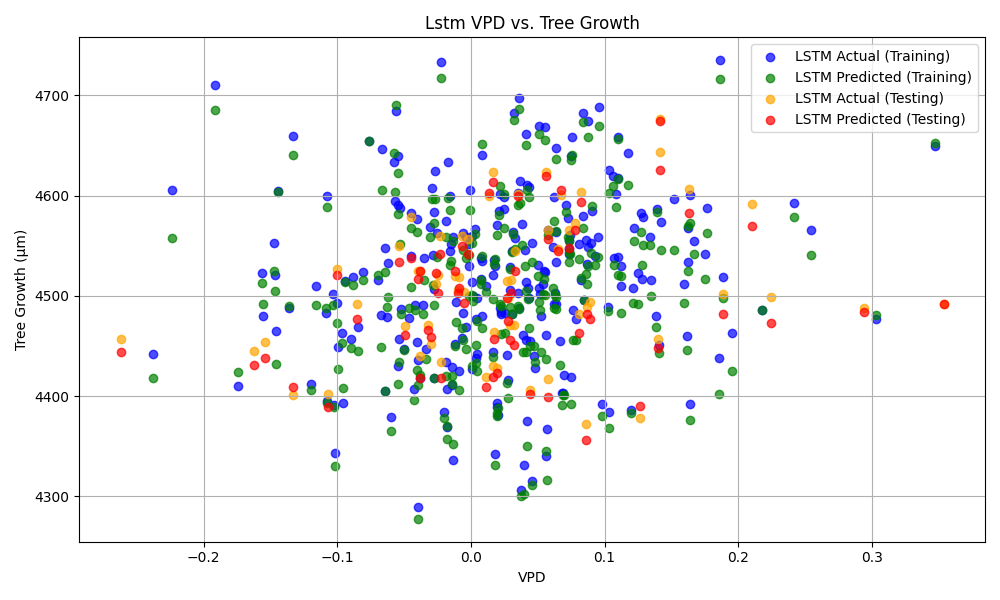 Lstm VPD vs. Tree Growth
LSTM Actual (Training)
LSTM Predicted (Training)
LSTM Actual (Testing)
LSTM Predicted (Testing)
Tree Growth (μm)
4700
4600
4500
4400
4300
−0.2
−0.1
0.0
0.1
0.2
0.3
VPD